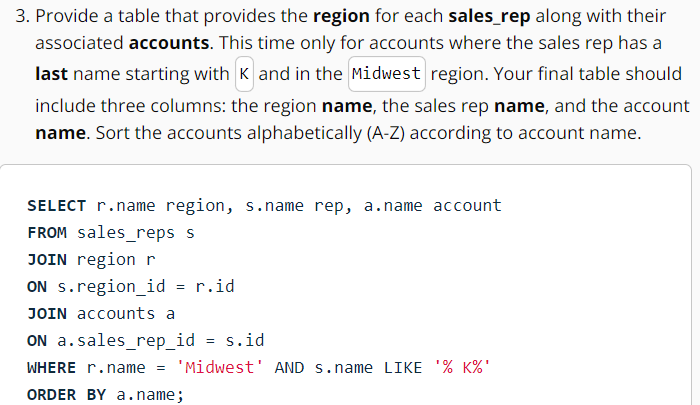 3. Provide a table that provides the region for each sales_rep along with their
associated accounts. This time only for accounts where the sales rep has a
last name starting with K and in the Midwest region. Your final table should
include three columns: the region name, the sales rep name, and the account
name. Sort the accounts alphabetically (A-Z) according to account name.
SELECT r.name region, s.name rep, a.name account
FROM sales_reps s
JOIN region r
ON s.region_id = r.id
JOIN accounts a
ON a.sales_rep_id = s.id
WHERE r.name = 'Midwest' AND s.name LIKE '% K%'
ORDER BY a.name;